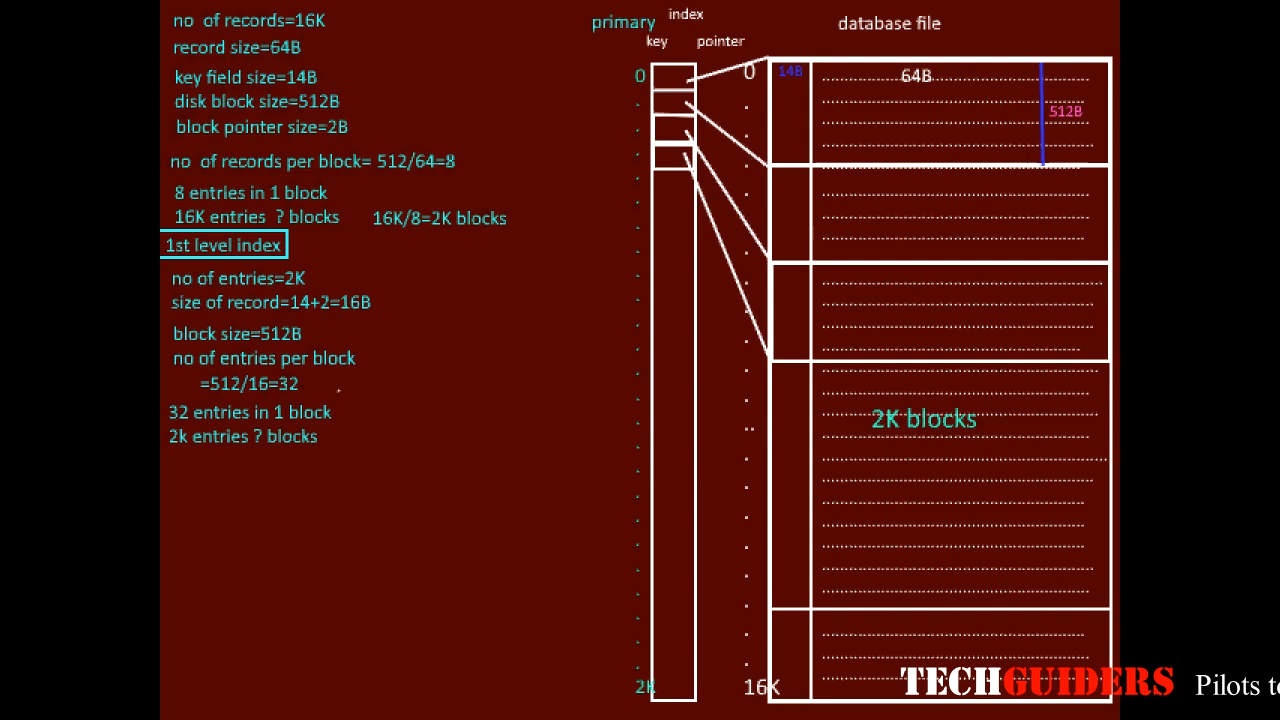 no of records=16K
record size=64B
key field size=14B
disk block size=512B
block pointer size=2B
no of records per block= 512/64=8
8 entries in 1 block
16K entries ? blocks 16K/8=2K blocks
1st level index
no of entries=2K
size of record=14+2=16B
block size=512B
no of entries per block
=512/16=32
32 entries in 1 block
2k entries ? blocks
primary index
key pointer
0
2K
database file
0
16K
14B
64B
512B
2K blocks
TECHGUIDERS
Pilots to